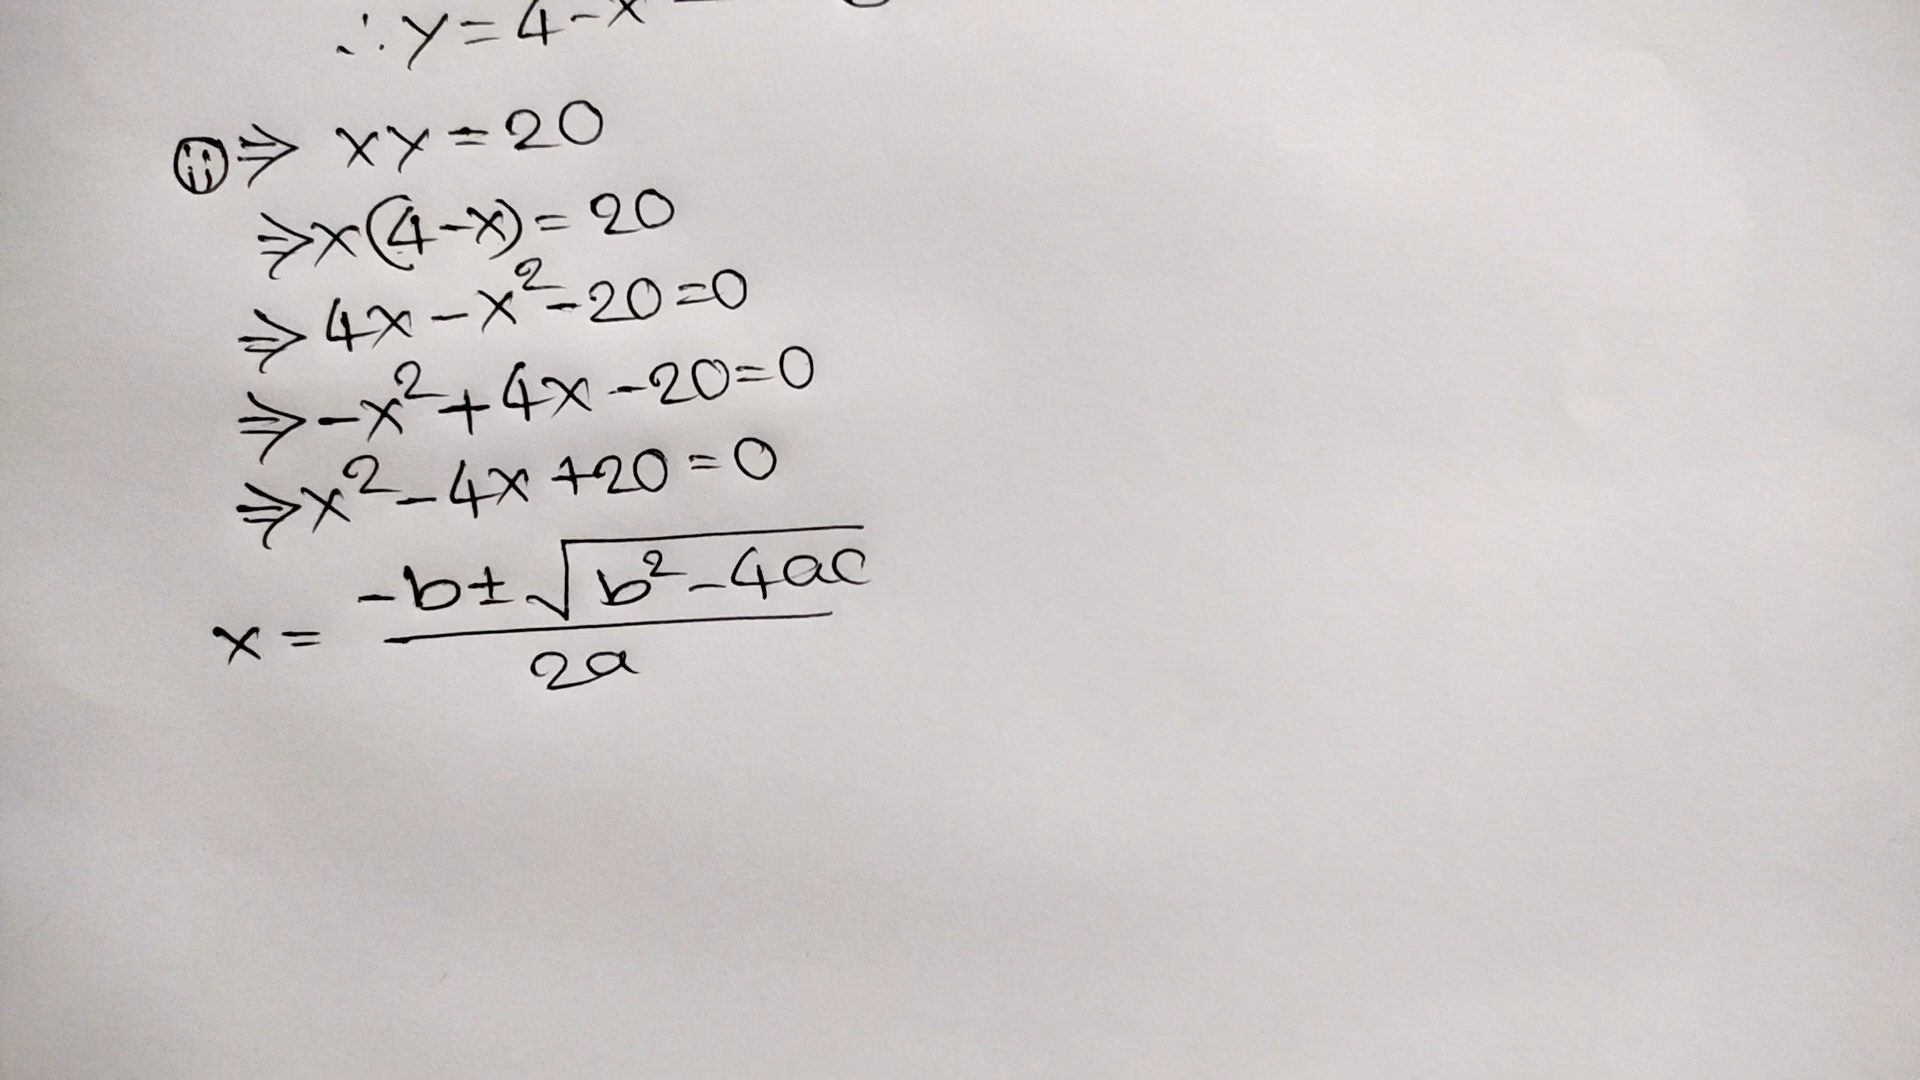 ∴ y = 4 - x
(ii) ⇒ xy = 20
⇒ x(4-x) = 20
⇒ 4x - x² - 20 = 0
⇒ -x² + 4x - 20 = 0
⇒ x² - 4x + 20 = 0
x = (-b ± √(b² - 4ac)) / 2a